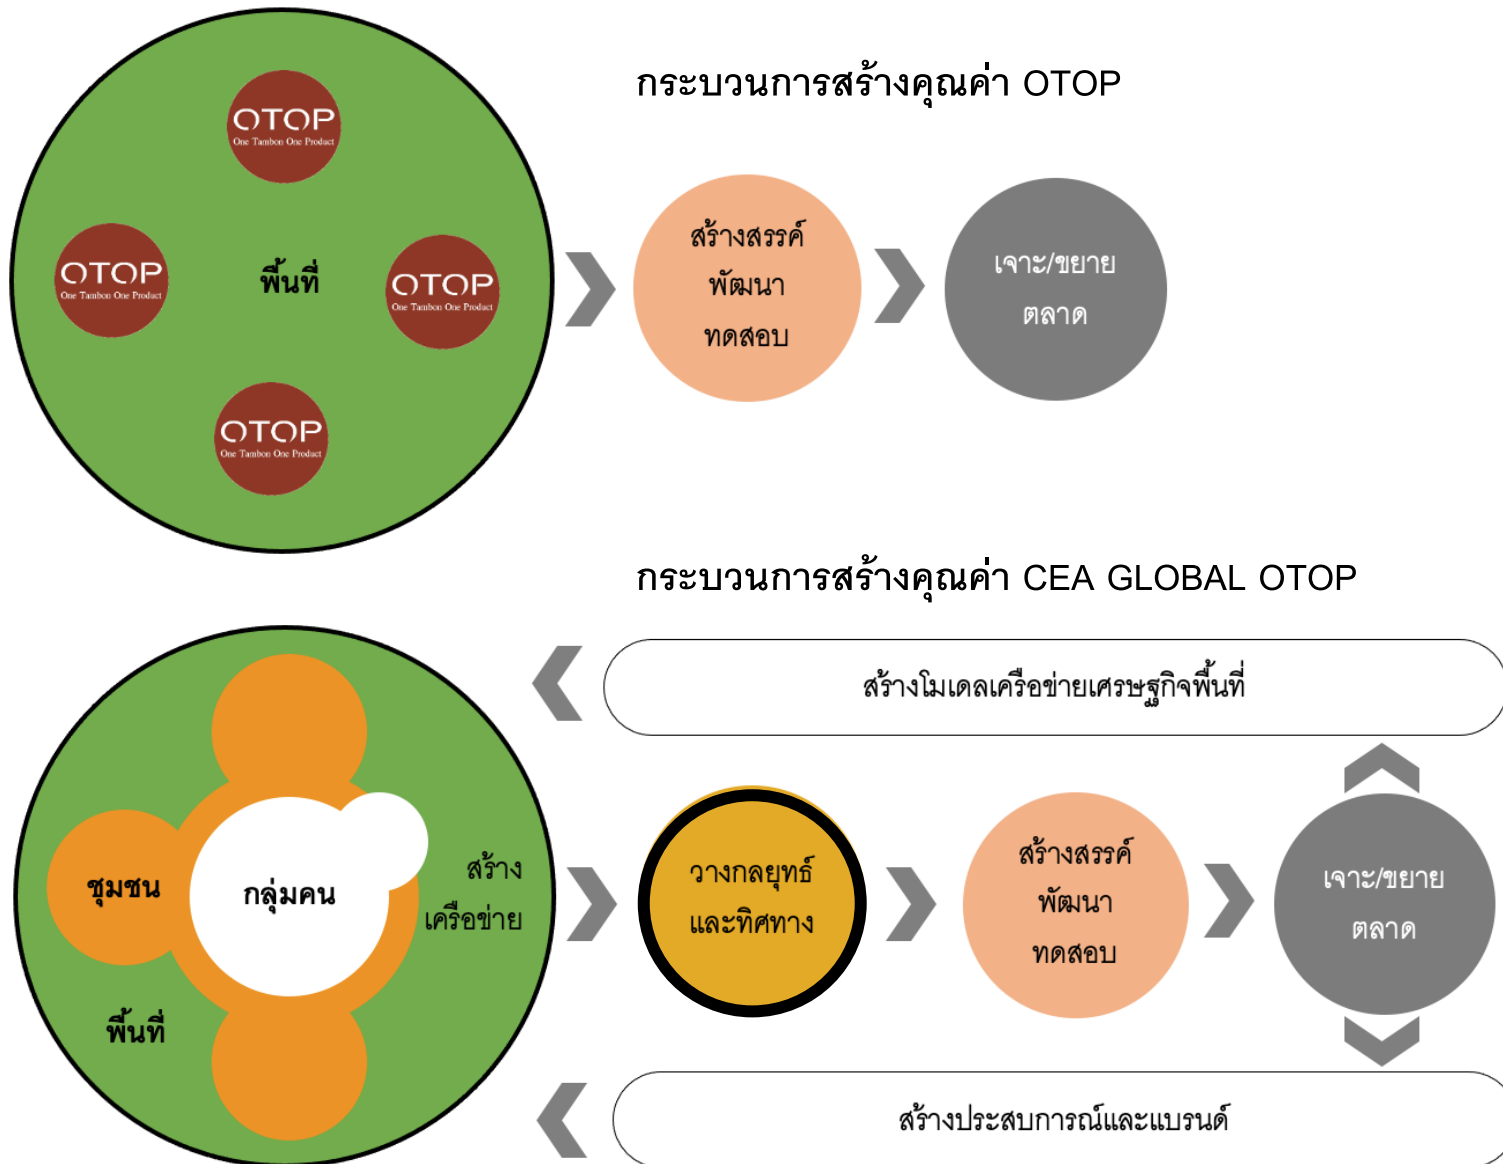 กระบวนการสร้างคุณค่า OTOP
OTOP
One Tambon One Product
OTOP
One Tambon One Product
พื้นที่
OTOP
One Tambon One Product
OTOP
One Tambon One Product
สร้างสรรค์
พัฒนา
ทดสอบ
เจาะ/ขยาย
ตลาด
กระบวนการสร้างคุณค่า CEA GLOBAL OTOP
สร้างโมเดลเครือข่ายเศรษฐกิจพื้นที่
ชุมชน
กลุ่มคน
สร้าง
เครือข่าย
พื้นที่
วางกลยุทธ์
และทิศทาง
สร้างสรรค์
พัฒนา
ทดสอบ
เจาะ/ขยาย
ตลาด
สร้างประสบการณ์และแบรนด์